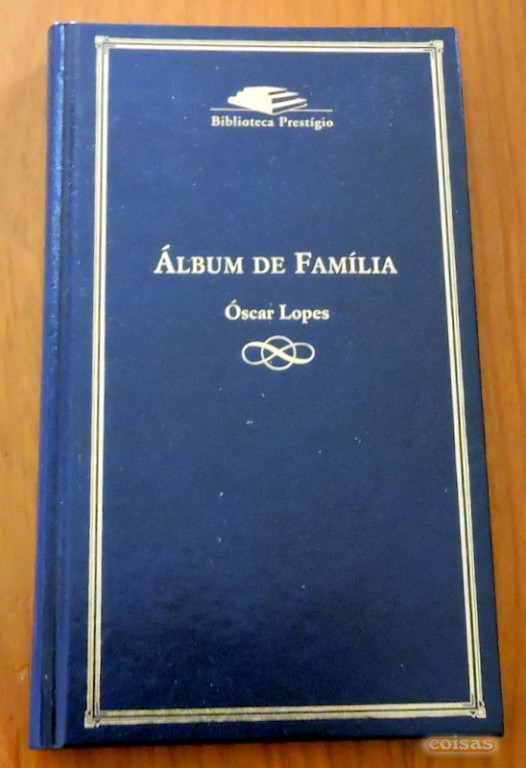 Biblioteca Prestígio
ÁLBUM DE FAMÍLIA
Óscar Lopes
coisas